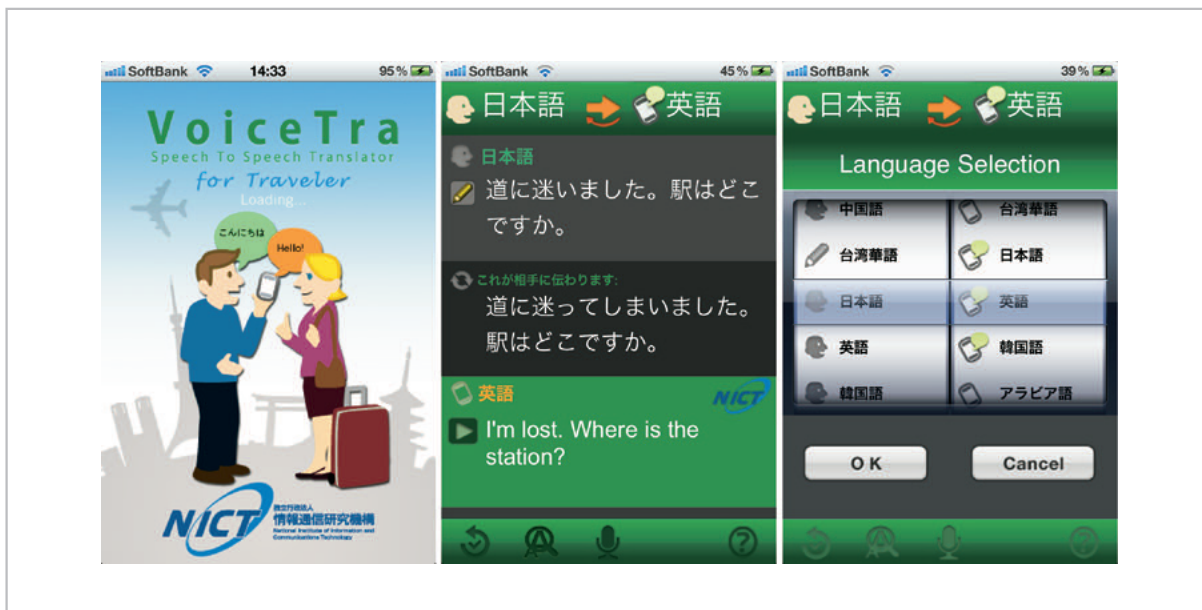 SoftBank 14:33 95%
VoiceTra
Speech To Speech Translator
for Traveler
Loading...
こんにちは
Hello!
NICT
独立行政法人
情報通信研究機構
National Institute of Information and
Communications Technology
SoftBank 45%
日本語 英語
日本語
道に迷いました。駅はどこ
ですか。
これが相手に伝わります:
道に迷ってしまいました。
駅はどこですか。
英語 NICT
I'm lost. Where is the
station?
SoftBank 39%
日本語 英語
Language Selection
中国語 台湾華語
台湾華語 日本語
日本語 英語
英語 韓国語
韓国語 アラビア語
OK Cancel